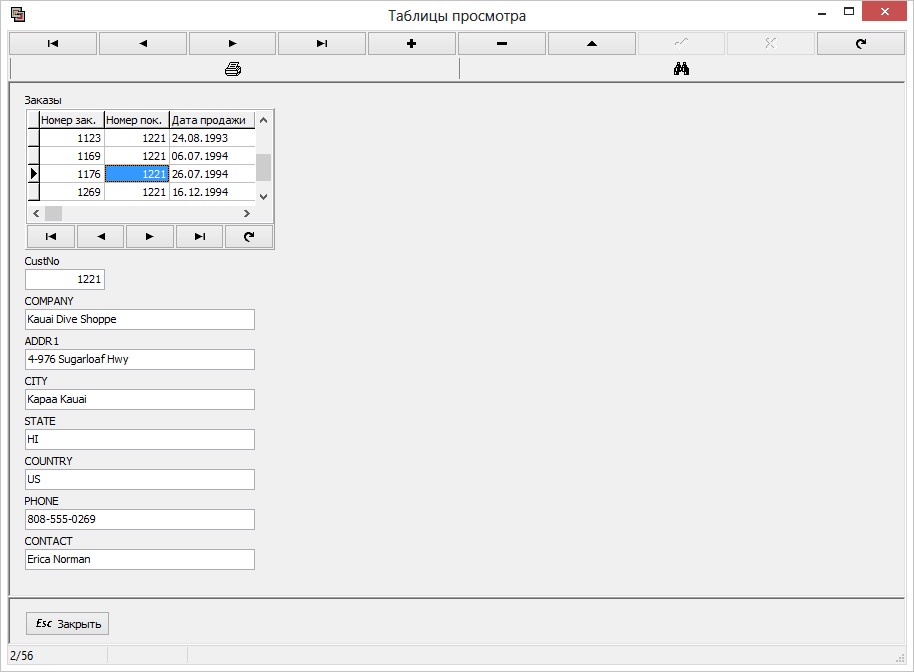 Таблицы просмотра
Заказы
Номер зак. Номер пок. Дата продажи
1123 1221 24.08.1993
1169 1221 06.07.1994
1176 1221 26.07.1994
1269 1221 16.12.1994
CustNo
1221
COMPANY
Kauai Dive Shoppe
ADDR1
4-976 Sugarloaf Hwy
CITY
Kapaa Kauai
STATE
HI
COUNTRY
US
PHONE
808-555-0269
CONTACT
Erica Norman
Esc Закрыть
2/56